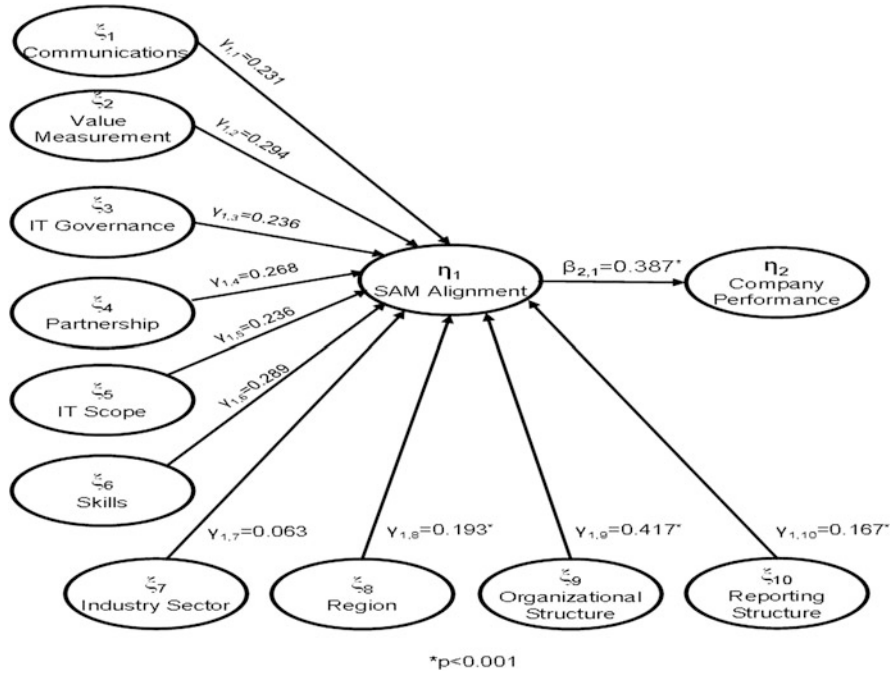 ξ1
Communications
γ1,1=0.231
ξ2
Value
Measurement
γ1,2=0.294
ξ3
IT Governance
γ1,3=0.236
ξ4
Partnership
γ1,4=0.268
ξ5
IT Scope
γ1,5=0.236
ξ6
Skills
γ1,6=0.289
η1
SAM Alignment
β2,1=0.387*
η2
Company
Performance
γ1,7=0.063
γ1,8=0.193*
γ1,9=0.417*
γ1,10=0.167*
ξ7
Industry Sector
ξ8
Region
ξ9
Organizational
Structure
ξ10
Reporting
Structure
*p<0.001